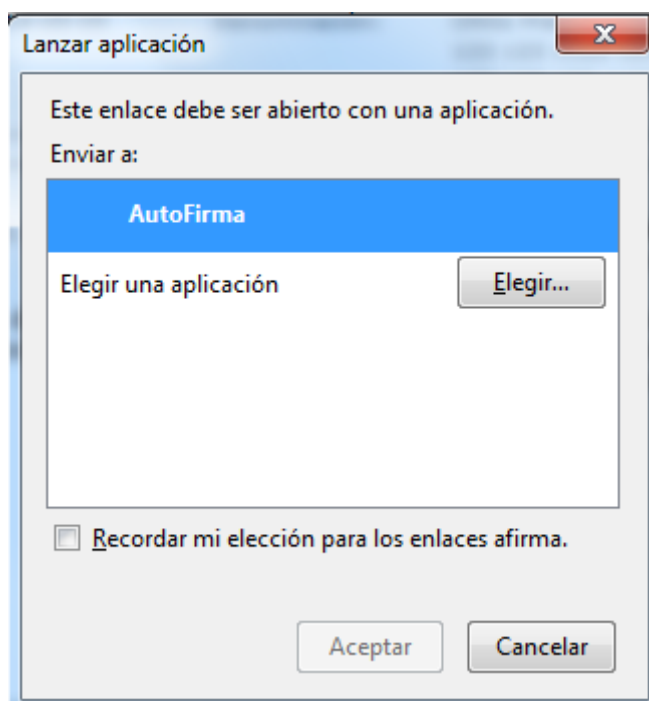 Lanzar aplicación
Este enlace debe ser abierto con una aplicación.
Enviar a:
AutoFirma
Elegir una aplicación
Elegir...
Recordar mi elección para los enlaces afirma.
Aceptar
Cancelar